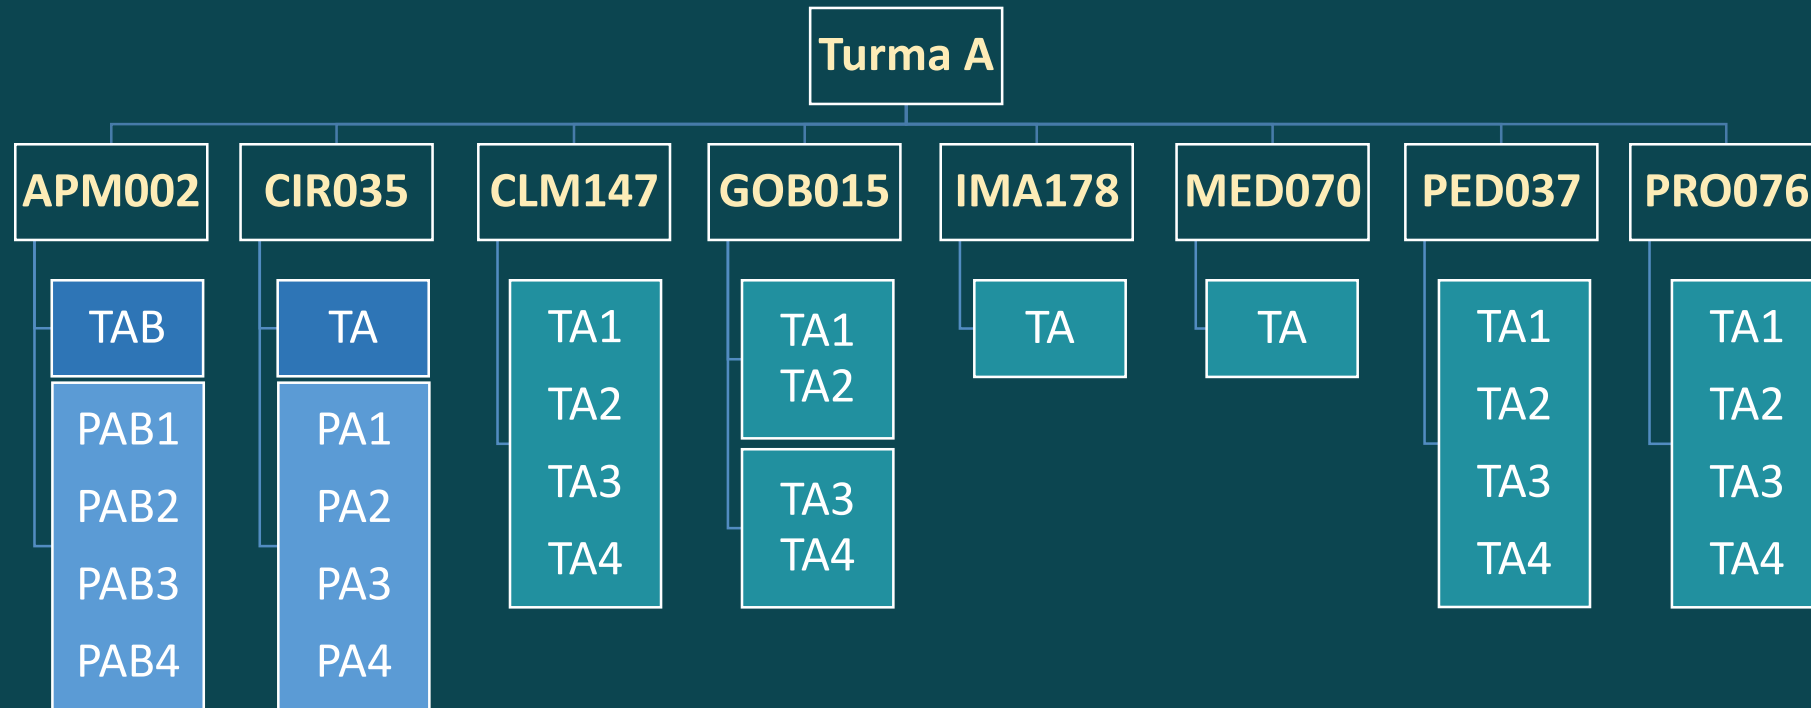 Turma A
APM002
TAB
PAB1
PAB2
PAB3
PAB4
CIR035
TA
PA1
PA2
PA3
PA4
CLM147
TA1
TA2
TA3
TA4
GOB015
TA1
TA2
TA3
TA4
IMA178
TA
MED070
TA
PED037
TA1
TA2
TA3
TA4
PRO076
TA1
TA2
TA3
TA4